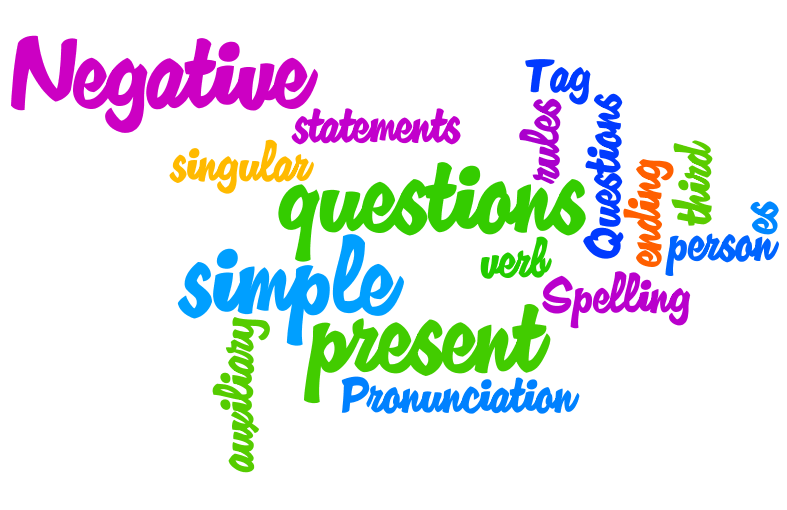 Negative
statements
singular
questions
simple
present
Pronunciation
auxiliary
verb
Tag
Questions
rules
ending
third
person
es
Spelling